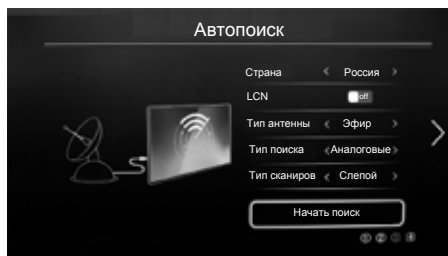 Автопоиск
Страна Россия
LCN off
Тип антенны Эфир
Тип поиска Аналоговые
Тип сканиров Слепой
Начать поиск